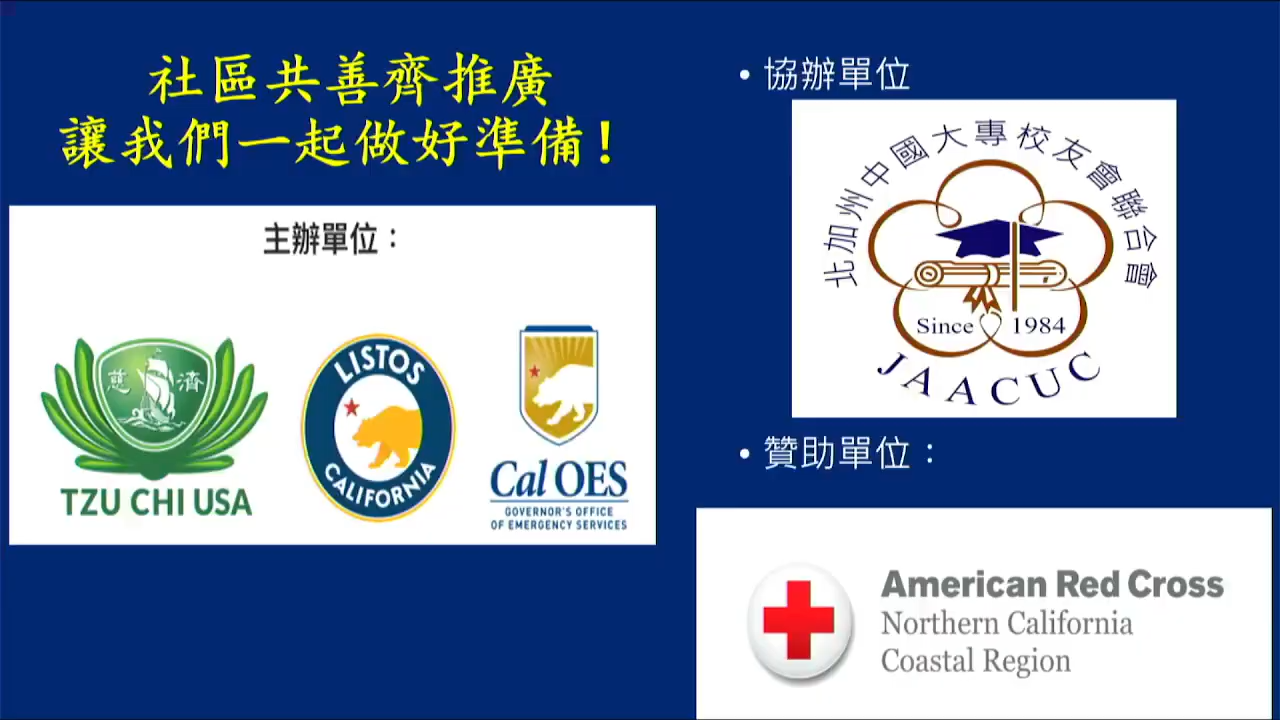 社區共善齊推廣
讓我們一起做好準備!
主辦單位：
慈濟
TZU CHI USA
LISTOS
CALIFORNIA
Cal OES
GOVERNOR'S OFFICE
OF EMERGENCY SERVICES
• 協辦單位
北加州中國大專校友會聯合會
Since 1984
JAACUC
• 贊助單位：
American Red Cross
Northern California
Coastal Region